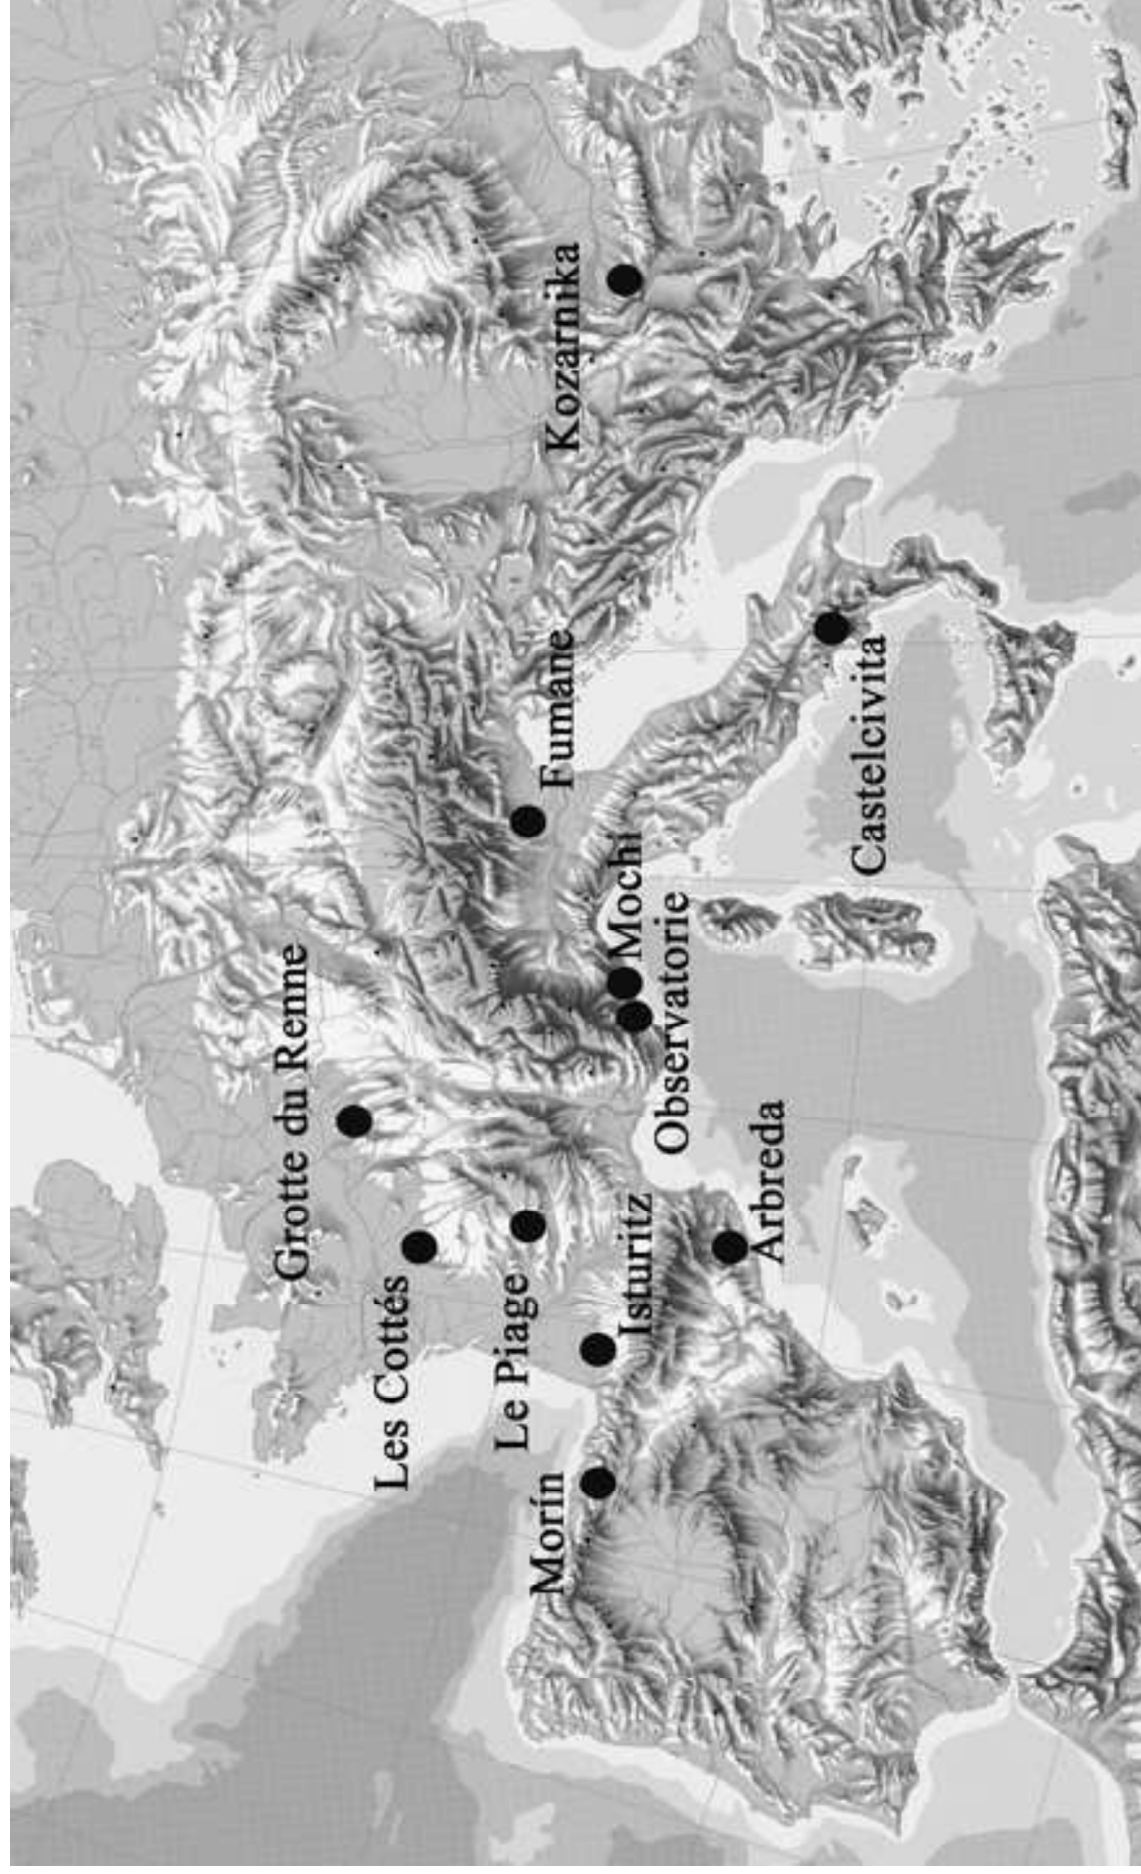 Grotte du Renne
Les Cottés
Le Piage
Morín
Isturitz
Arbreda
Observatorie
Mochi
Fumane
Castelcivita
Kozarnika